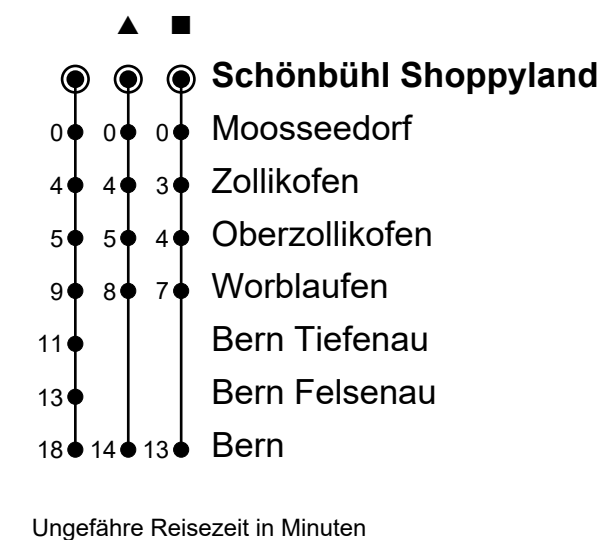 ▲ ■
Schönbühl Shoppyland
0 0 0 Moosseedorf
4 4 3 Zollikofen
5 5 4 Oberzollikofen
9 8 7 Worblaufen
11 Bern Tiefenau
13 Bern Felsenau
18 14 13 Bern
Ungefähre Reisezeit in Minuten